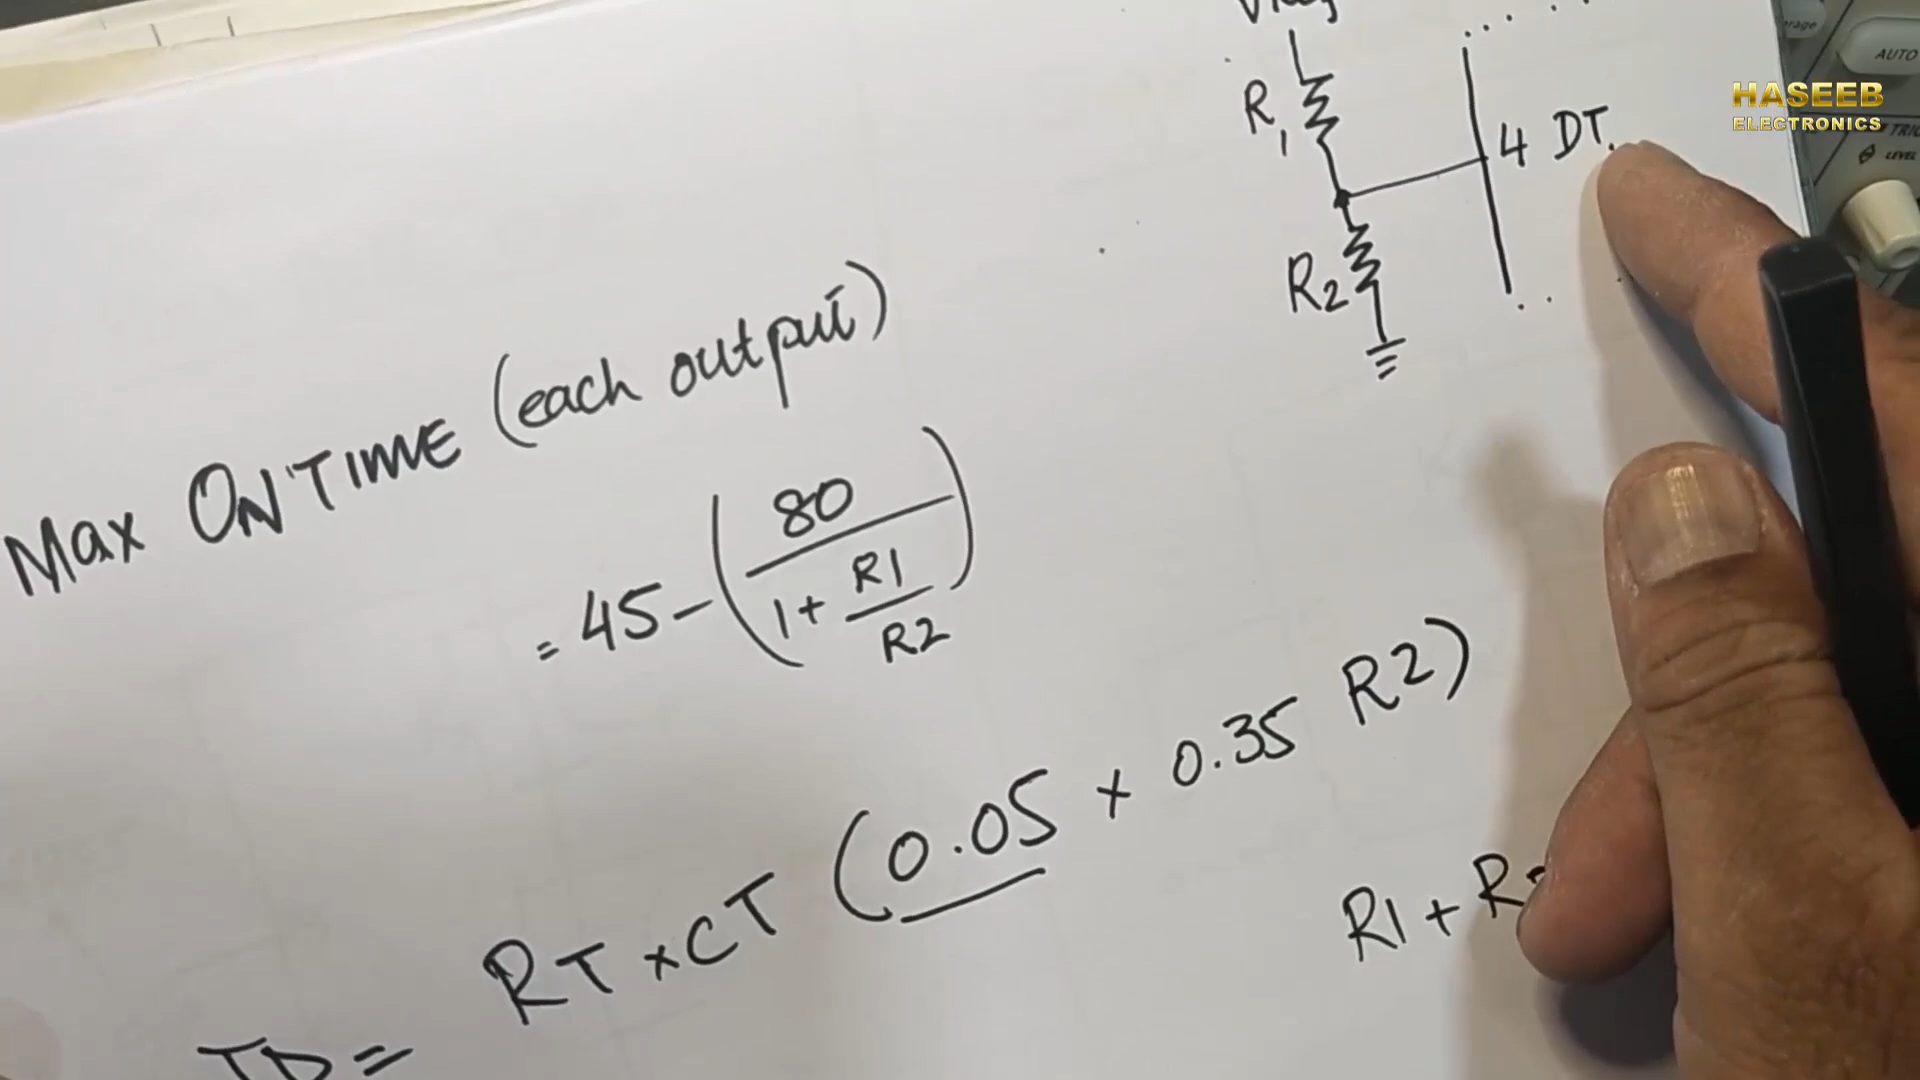 R1
4 DT.
R2
HASEEB
ELECTRONICS
AUTO
LEVEL
Max ON TIME (each output)
= 45 - ( 80 / 1 + R1 / R2 )
RT x CT (0.05 x 0.35 R2)
R1 + R
TD =